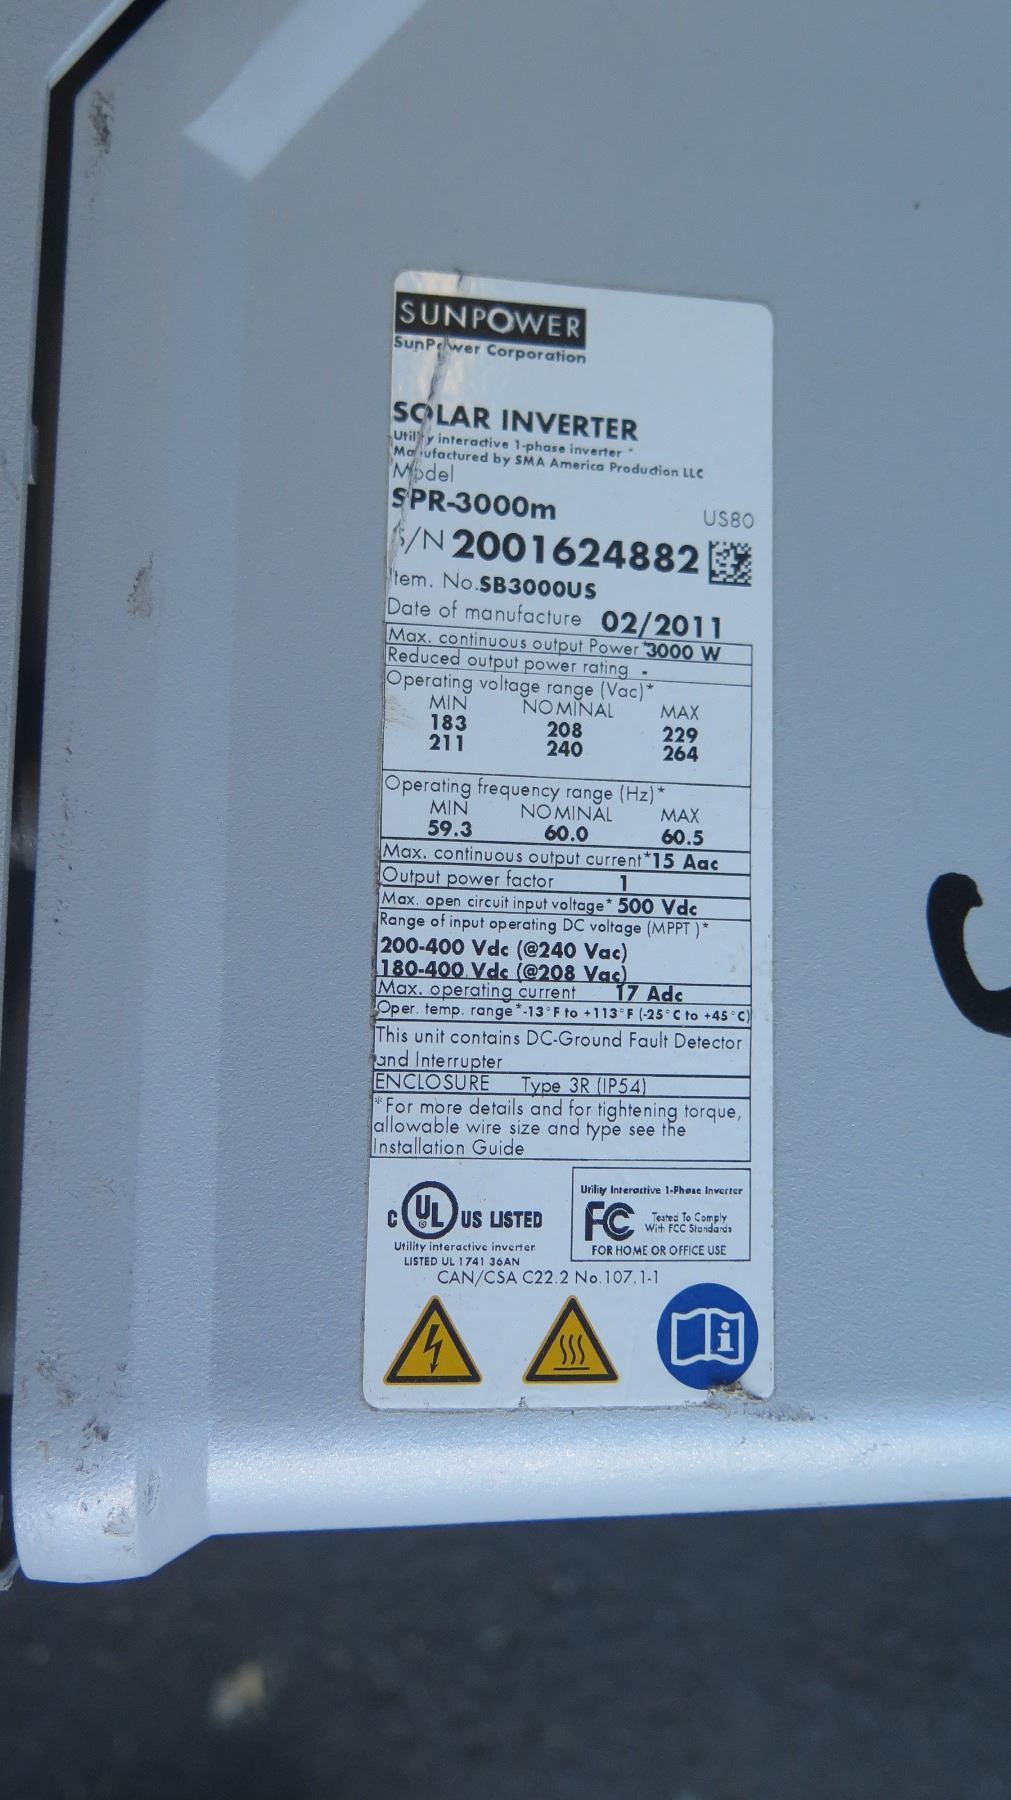 SUNPOWER
SunPower Corporation
SOLAR INVERTER
Utility interactive 1-phase inverter *
Manufactured by SMA America Production LLC
Model
SPR-3000m US80
S/N 2001624882
Item. No.SB3000US
Date of manufacture 02/2011
Max. continuous output Power*3000 W
Reduced output power rating -
Operating voltage range (Vac)*
MIN NOMINAL MAX
183 208 229
211 240 264
Operating frequency range (Hz)*
MIN NOMINAL MAX
59.3 60.0 60.5
Max. continuous output current*15 Aac
Output power factor 1
Max. open circuit input voltage* 500 Vdc
Range of input operating DC voltage (MPPT )*
200-400 Vdc (@240 Vac)
180-400 Vdc (@208 Vac)
Max. operating current 17 Adc
Oper. temp. range*-13°F to +113°F (-25°C to +45°C)
This unit contains DC-Ground Fault Detector
and Interrupter
ENCLOSURE Type 3R (IP54)
*For more details and for tightening torque,
allowable wire size and type see the
Installation Guide
C UL US LISTED
Utility interactive inverter
LISTED UL 1741 36AN
CAN/CSA C22.2 No.107.1-1
Utility Interactive 1-Phase Inverter
FC Tested To Comply
With FCC Standards
FOR HOME OR OFFICE USE